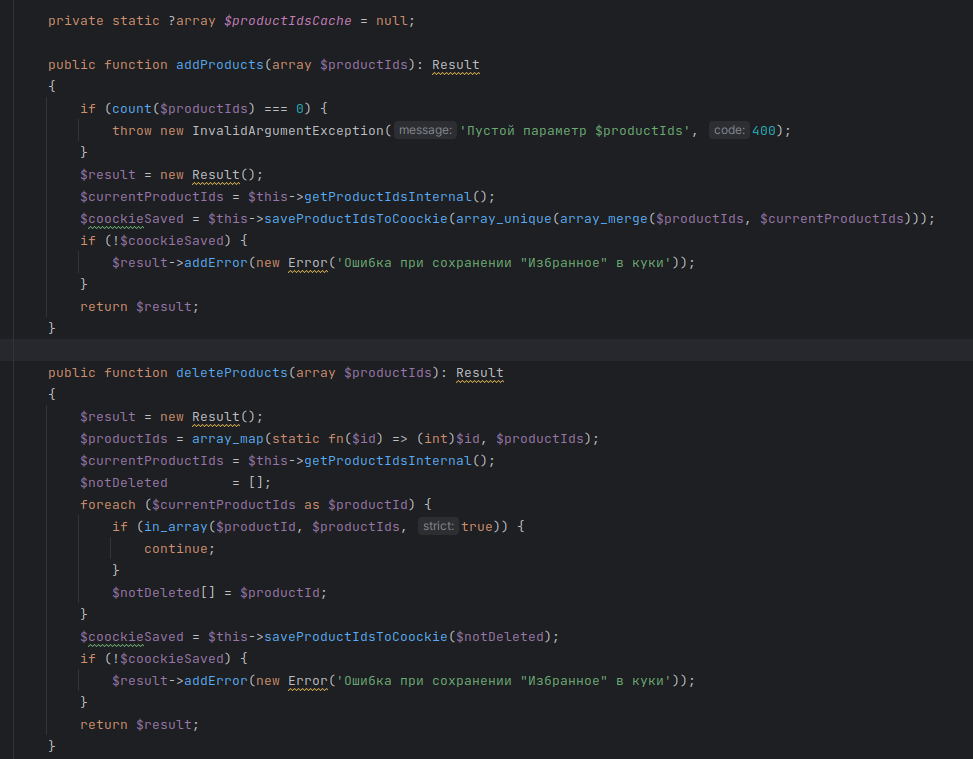 private static ?array $productIdsCache = null;
public function addProducts(array $productIds): Result
{
if (count($productIds) === 0) {
throw new InvalidArgumentException( message: 'Пустой параметр $productIds', code: 400);
}
$result = new Result();
$currentProductIds = $this->getProductIdsInternal();
$coockieSaved = $this->saveProductIdsToCoockie(array_unique(array_merge($productIds, $currentProductIds)));
if (!$coockieSaved) {
$result->addError(new Error('Ошибка при сохранении "Избранное" в куки'));
}
return $result;
}
public function deleteProducts(array $productIds): Result
{
$result = new Result();
$productIds = array_map(static fn($id) => (int)$id, $productIds);
$currentProductIds = $this->getProductIdsInternal();
$notDeleted        = [];
foreach ($currentProductIds as $productId) {
if (in_array($productId, $productIds, strict: true)) {
continue;
}
$notDeleted[] = $productId;
}
$coockieSaved = $this->saveProductIdsToCoockie($notDeleted);
if (!$coockieSaved) {
$result->addError(new Error('Ошибка при сохранении "Избранное" в куки'));
}
return $result;
}